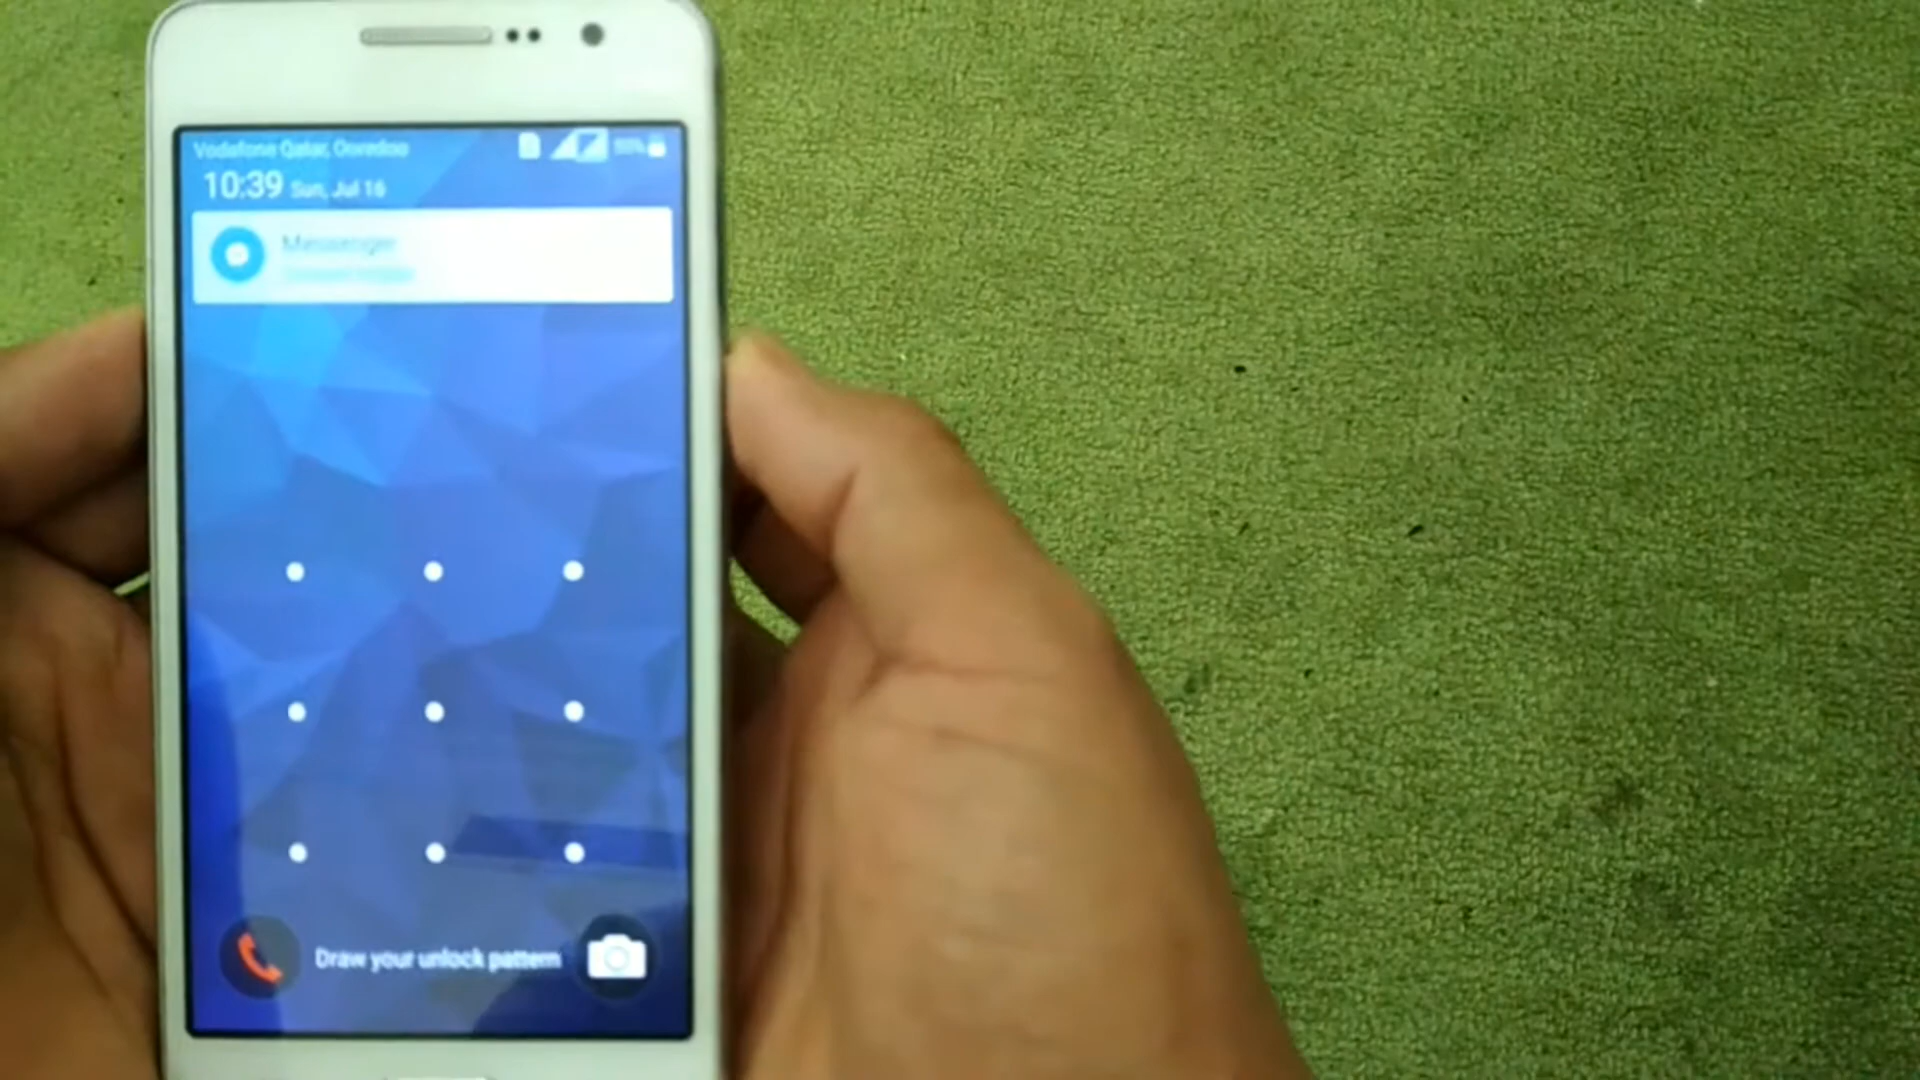 Vodafone Qatar, Ooredoo
10:39 Sun, Jul 16
Messenger
Draw your unlock pattern